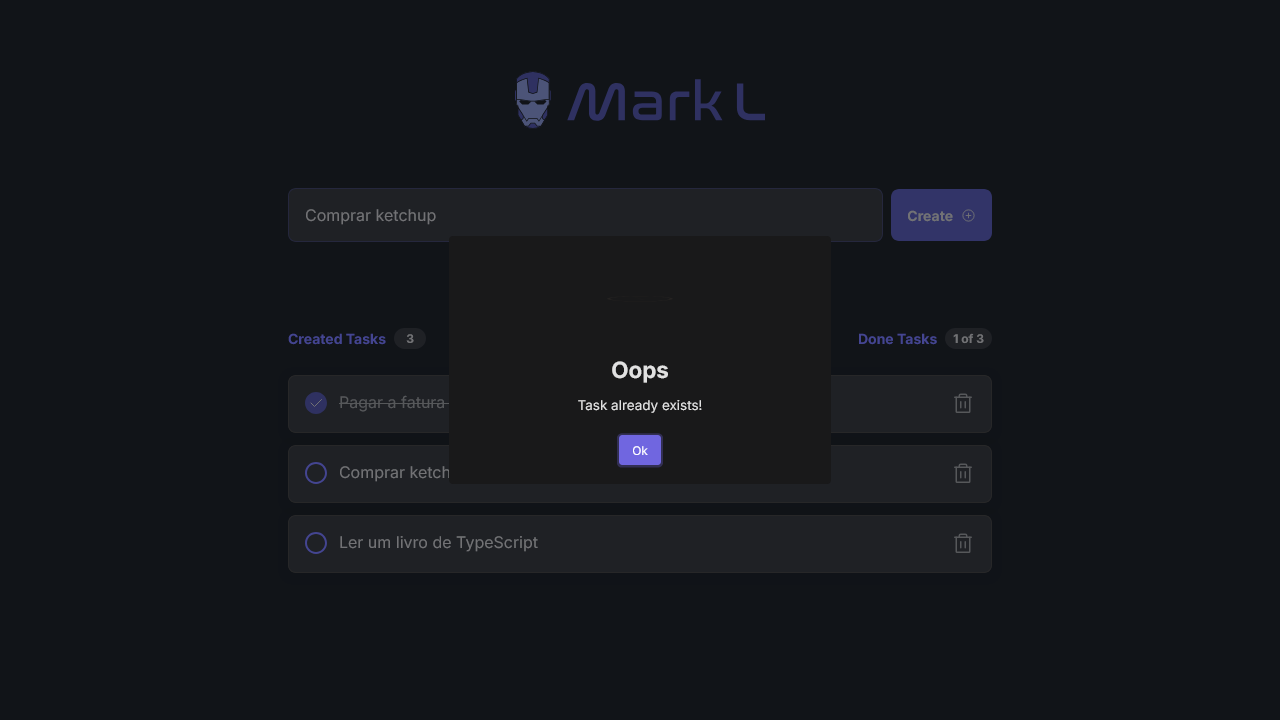 Mark L
Comprar ketchup
Create
Created Tasks 3
Done Tasks 1 of 3
Oops
Task already exists!
Ok
Pagar a fatura
Comprar ketch
Ler um livro de TypeScript